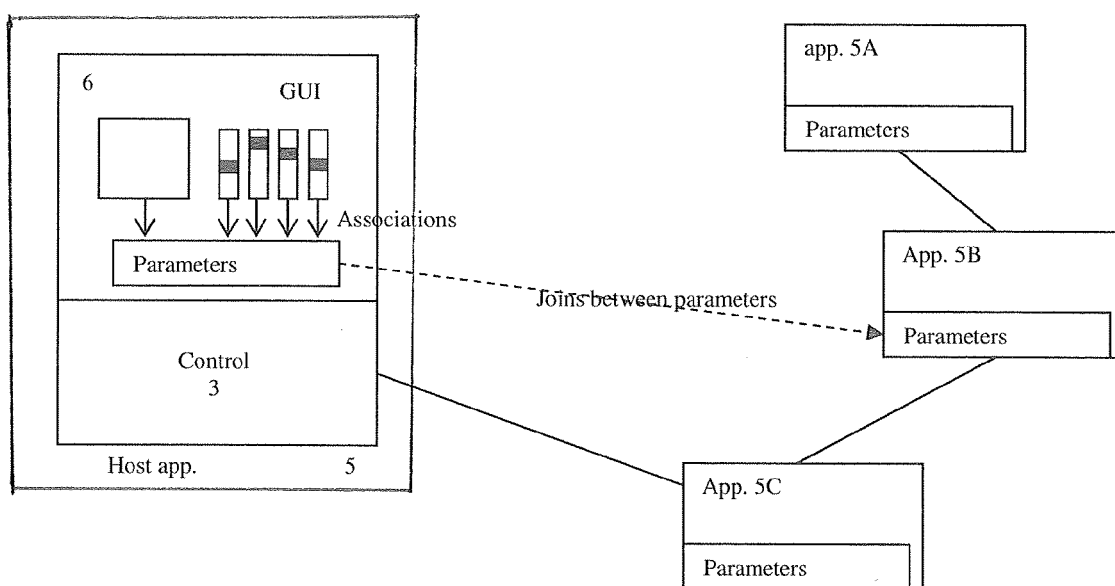 6
GUI
Associations
Parameters
Control
3
Host app.
5
app. 5A
Parameters
Joins between parameters
App. 5B
Parameters
App. 5C
Parameters